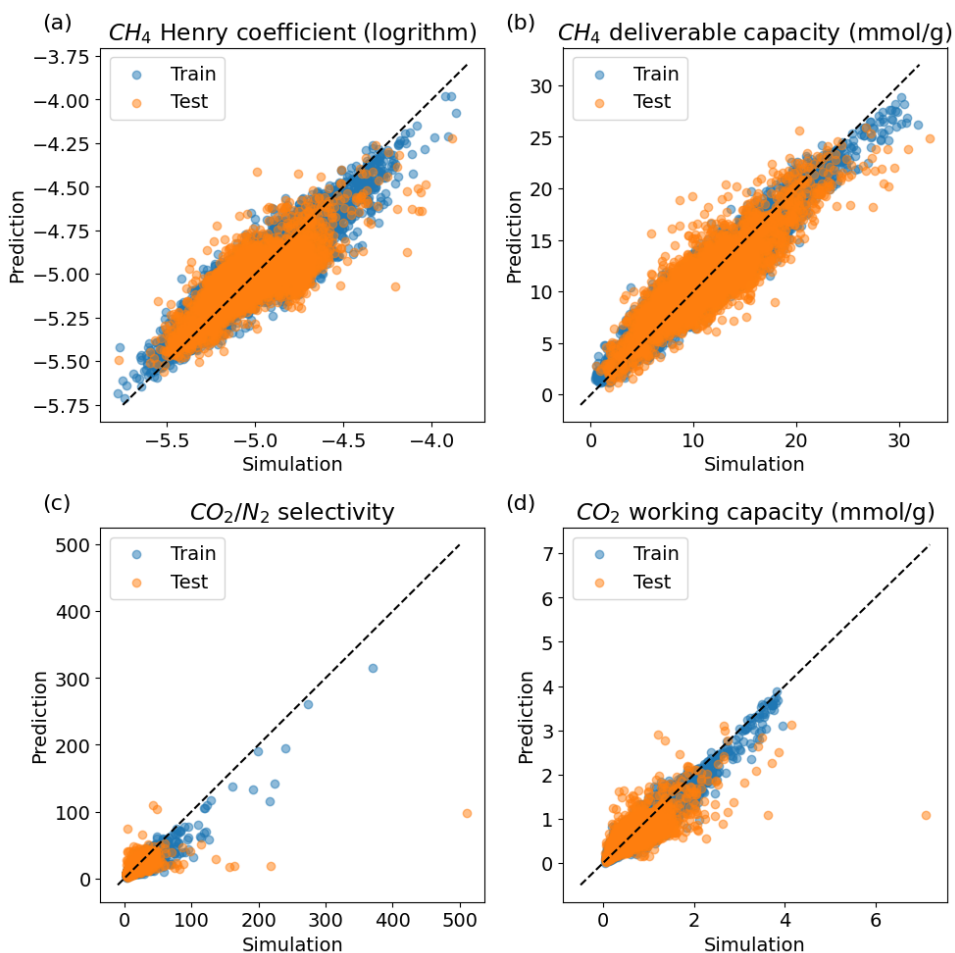 (a) CH4 Henry coefficient (logrithm)
−3.75
−4.00
−4.25
−4.50
−4.75
−5.00
−5.25
−5.50
−5.75
Prediction
Train
Test
−5.5 −5.0 −4.5 −4.0
Simulation
(b) CH4 deliverable capacity (mmol/g)
30
25
20
15
10
5
0
Prediction
Train
Test
0 10 20 30
Simulation
(c) CO2/N2 selectivity
500
400
300
200
100
0
Prediction
Train
Test
0 100 200 300 400 500
Simulation
(d) CO2 working capacity (mmol/g)
7
6
5
4
3
2
1
0
Prediction
Train
Test
0 2 4 6
Simulation